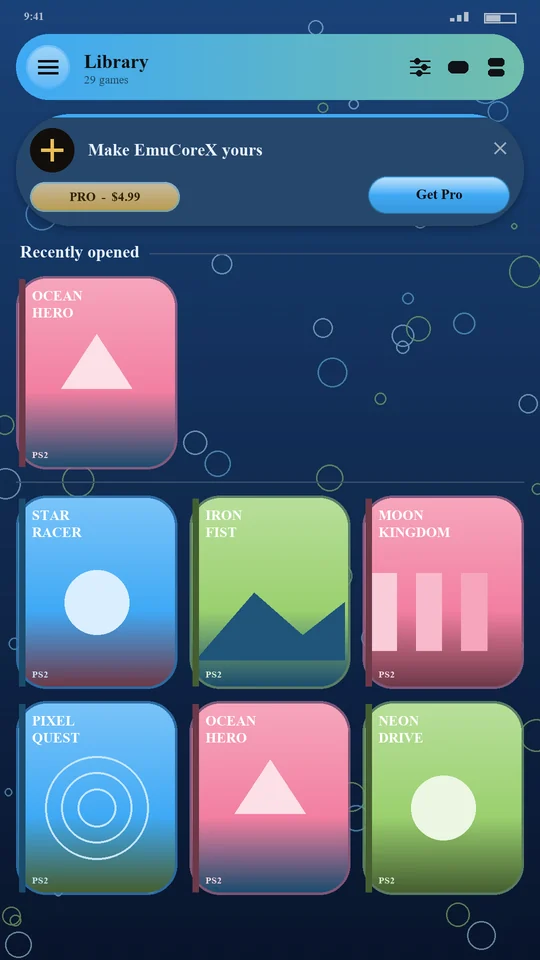 9:41
Library
29 games
Make EmuCoreX yours
PRO - $4.99
Get Pro
Recently opened
OCEAN
HERO
PS2
STAR
RACER
PS2
IRON
FIST
PS2
MOON
KINGDOM
PS2
PIXEL
QUEST
PS2
OCEAN
HERO
PS2
NEON
DRIVE
PS2